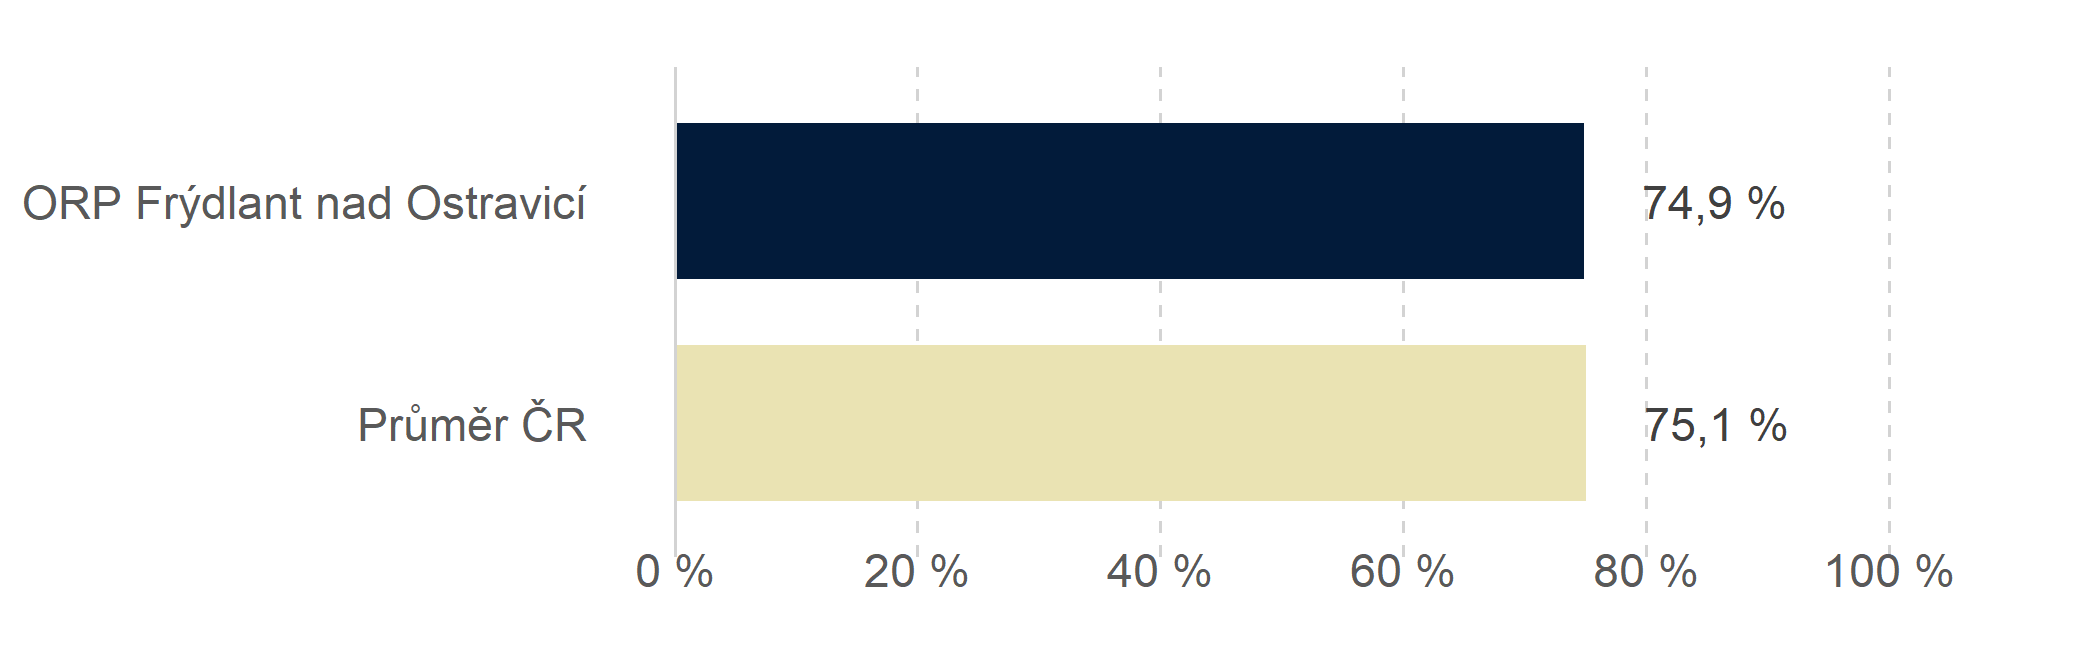 ORP Frýdlant nad Ostravicí 74,9 %
Průměr ČR 75,1 %
0 % 20 % 40 % 60 % 80 % 100 %